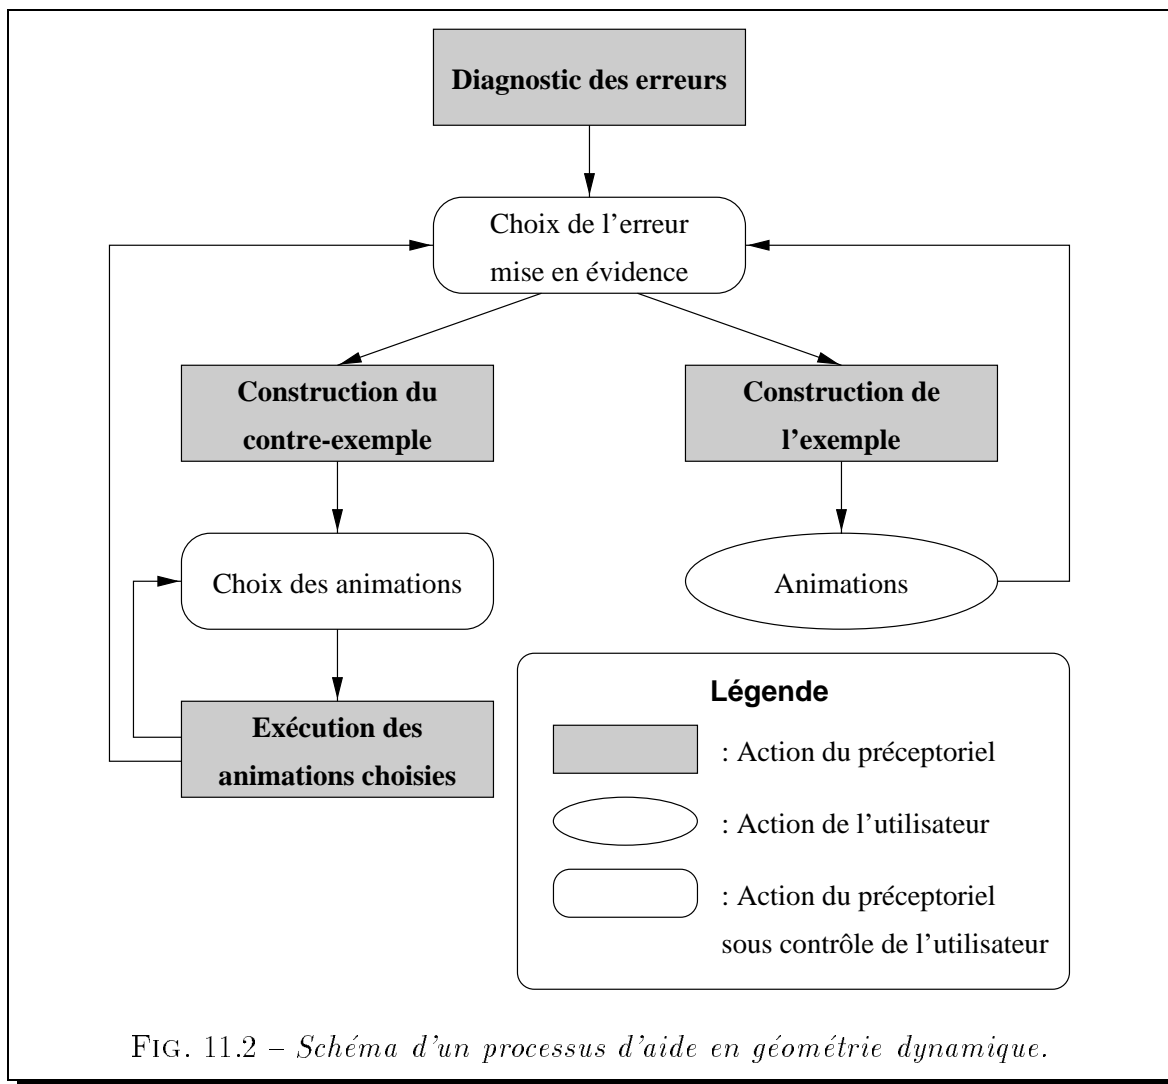 Diagnostic des erreurs
Choix de l’erreur
mise en évidence
Construction du
contre-exemple
Construction de
l’exemple
Choix des animations
Animations
Exécution des
animations choisies
Légende
: Action du préceptoriel
: Action de l’utilisateur
: Action du préceptoriel
sous contrôle de l’utilisateur
FIG. 11.2 – Schéma d'un processus d'aide en géométrie dynamique.